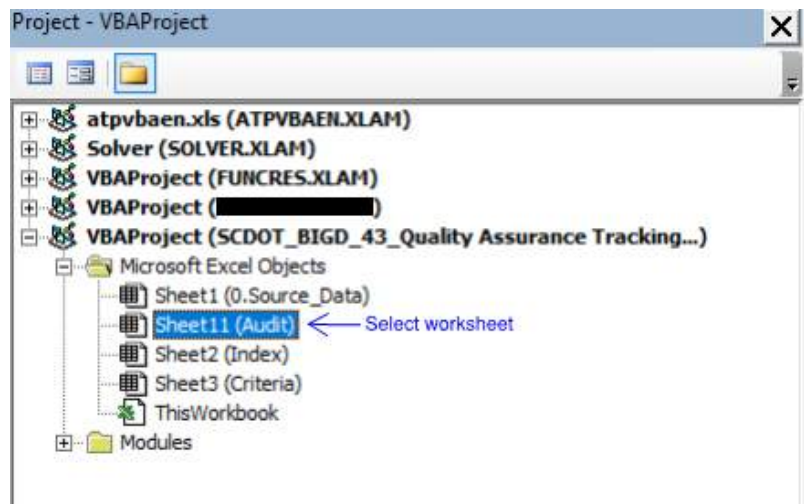 Project - VBAProject
atpvbaen.xls (ATPVBAEN.XLAM)
Solver (SOLVER.XLAM)
VBAProject (FUNCRES.XLAM)
VBAProject ( )
VBAProject (SCDOT_BIGD_43_Quality Assurance Tracking...)
Microsoft Excel Objects
Sheet1 (0.Source_Data)
Sheet11 (Audit) Select worksheet
Sheet2 (Index)
Sheet3 (Criteria)
ThisWorkbook
Modules